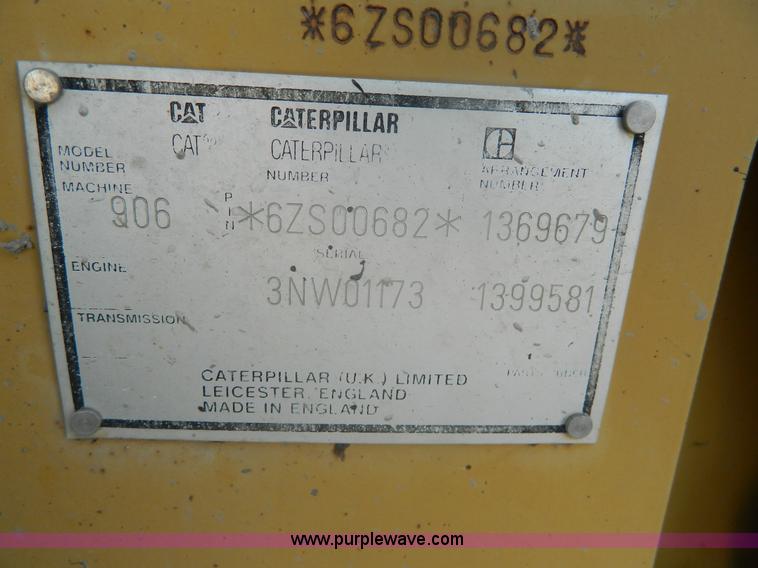 *6ZS00682*
CAT CATERPILLAR
CAT CATERPILLAR
MODEL NUMBER
NUMBER
ARRANGEMENT NUMBER
MACHINE
906
PIN
*6ZS00682*
1369679
SERIAL
ENGINE
3NW01173
1399581
TRANSMISSION
CATERPILLAR (U.K.) LIMITED
LEICESTER, ENGLAND
MADE IN ENGLAND
www.purplewave.com